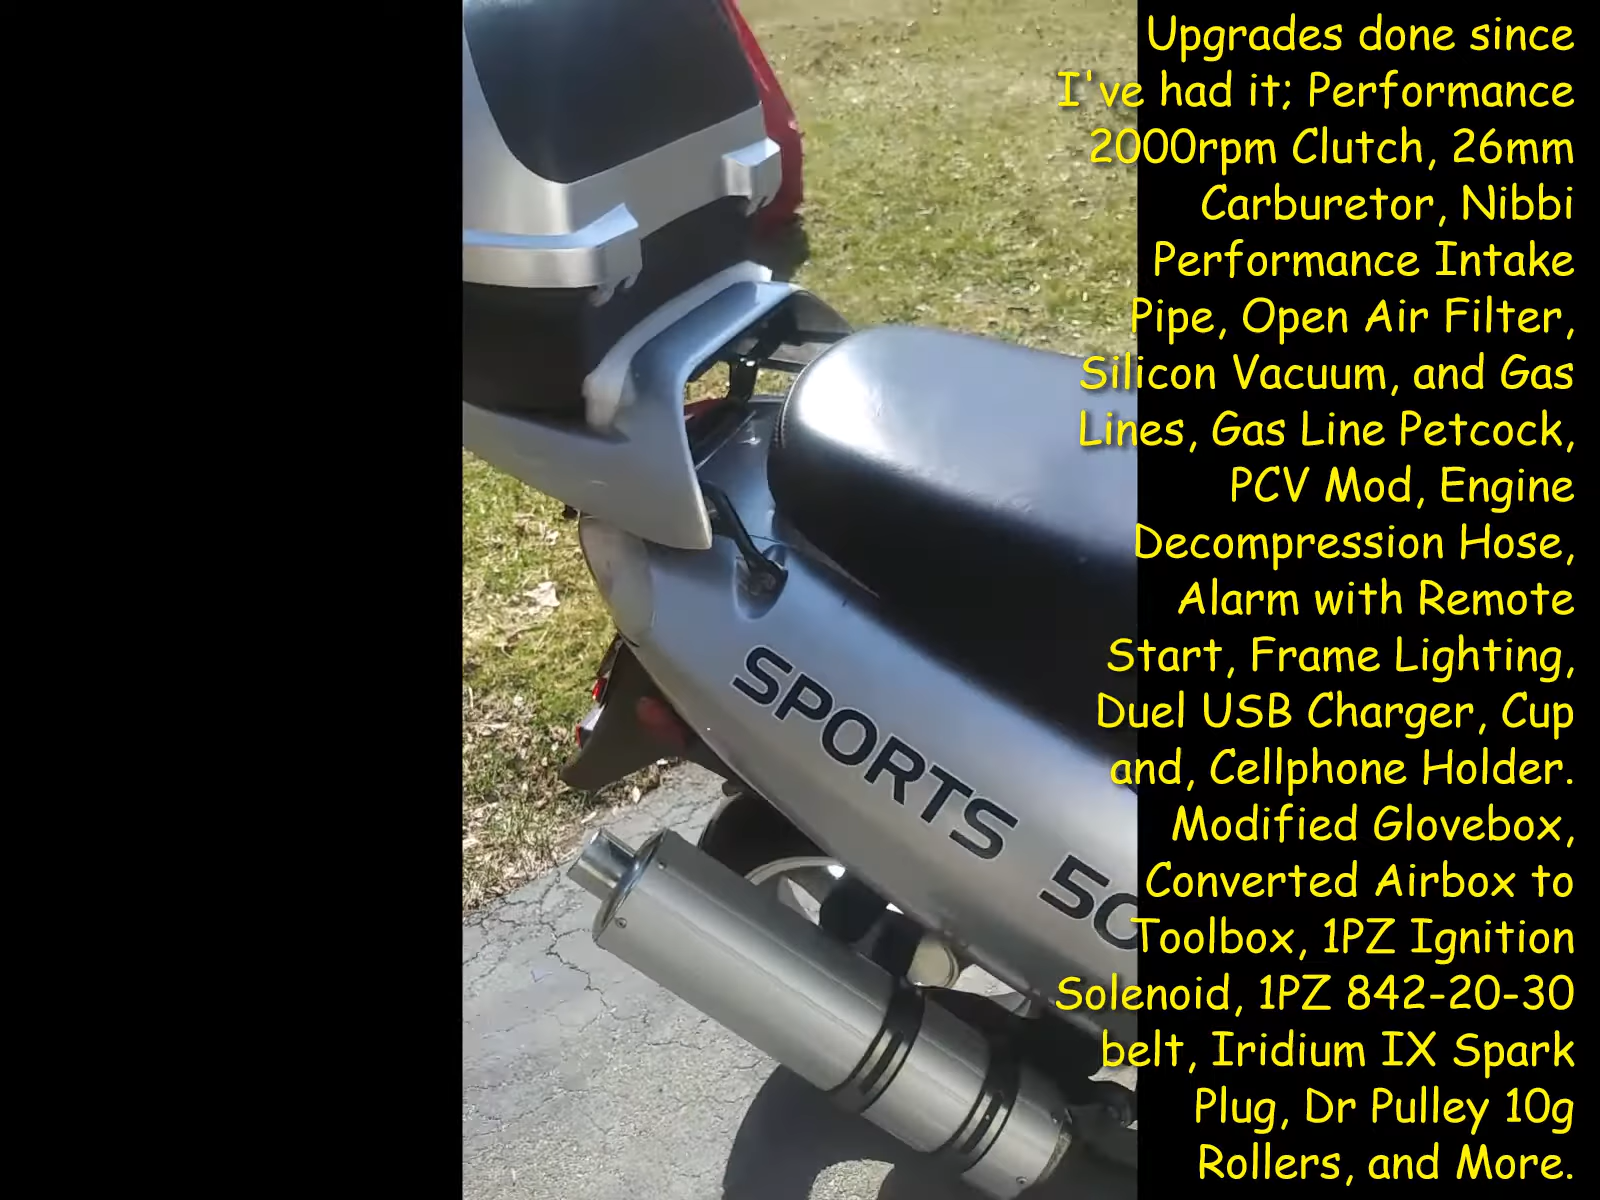 Upgrades done since
I've had it; Performance
2000rpm Clutch, 26mm
Carburetor, Nibbi
Performance Intake
Pipe, Open Air Filter,
Silicon Vacuum, and Gas
Lines, Gas Line Petcock,
PCV Mod, Engine
Decompression Hose,
Alarm with Remote
Start, Frame Lighting,
Duel USB Charger, Cup
and, Cellphone Holder.
Modified Glovebox,
Converted Airbox to
Toolbox, 1PZ Ignition
Solenoid, 1PZ 842-20-30
belt, Iridium IX Spark
Plug, Dr Pulley 10g
Rollers, and More.
SPORTS 50